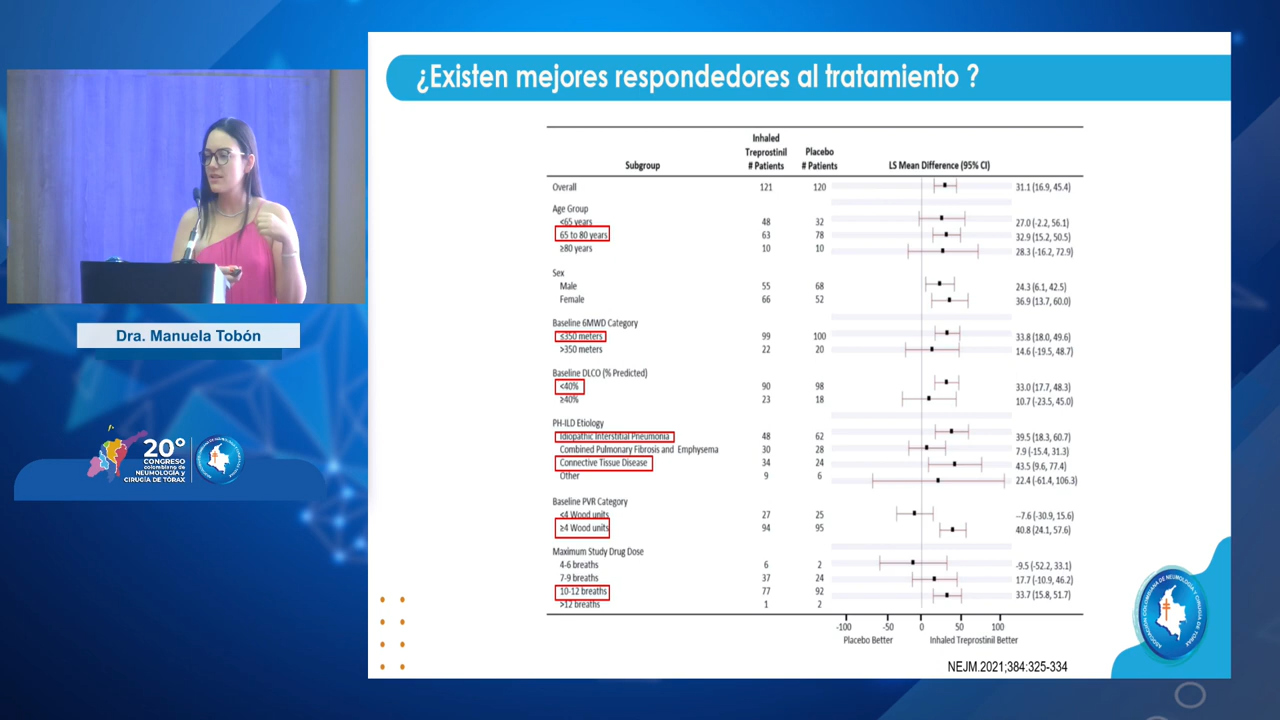 ¿Existen mejores respondedores al tratamiento ?
Inhaled
Treprostinil Placebo
Subgroup # Patients # Patients LS Mean Difference (95% CI)
Overall 121 120 31.1 (16.9, 45.4)
Age Group
<65 years 48 32 27.0 (-2.2, 56.1)
65 to 80 years 63 78 32.9 (15.2, 50.5)
≥80 years 10 10 28.3 (-16.2, 72.9)
Sex
Male 55 68 24.3 (6.1, 42.5)
Female 66 52 36.9 (13.7, 60.0)
Baseline 6MWD Category
≤350 meters 99 100 33.8 (18.0, 49.6)
>350 meters 22 20 14.6 (-19.5, 48.7)
Baseline DLCO (% Predicted)
<40% 90 98 33.0 (17.7, 48.3)
≥40% 23 18 10.7 (-23.5, 45.0)
PH-ILD Etiology
Idiopathic Interstitial Pneumonia 48 62 39.5 (18.3, 60.7)
Combined Pulmonary Fibrosis and Emphysema 30 28 7.9 (-15.4, 31.3)
Connective Tissue Disease 34 24 43.5 (9.6, 77.4)
Other 9 6 22.4 (-61.4, 106.3)
Baseline PVR Category
<4 Wood units 27 25 --7.6 (-30.9, 15.6)
≥4 Wood units 94 95 40.8 (24.1, 57.6)
Maximum Study Drug Dose
4-6 breaths 6 2 -9.5 (-52.2, 33.1)
7-9 breaths 37 24 17.7 (-10.9, 46.2)
10-12 breaths 77 92 33.7 (15.8, 51.7)
>12 breaths 1 2
-100 -50 0 50 100
Placebo Better Inhaled Treprostinil Better
NEJM.2021;384:325-334
Dra. Manuela Tobón
20º
CONGRESO
colombiano de
NEUMOLOGÍA y
CIRUGÍA DE TÓRAX
ASOCIACIÓN COLOMBIANA DE NEUMOLOGÍA Y CIRUGÍA DE TÓRAX